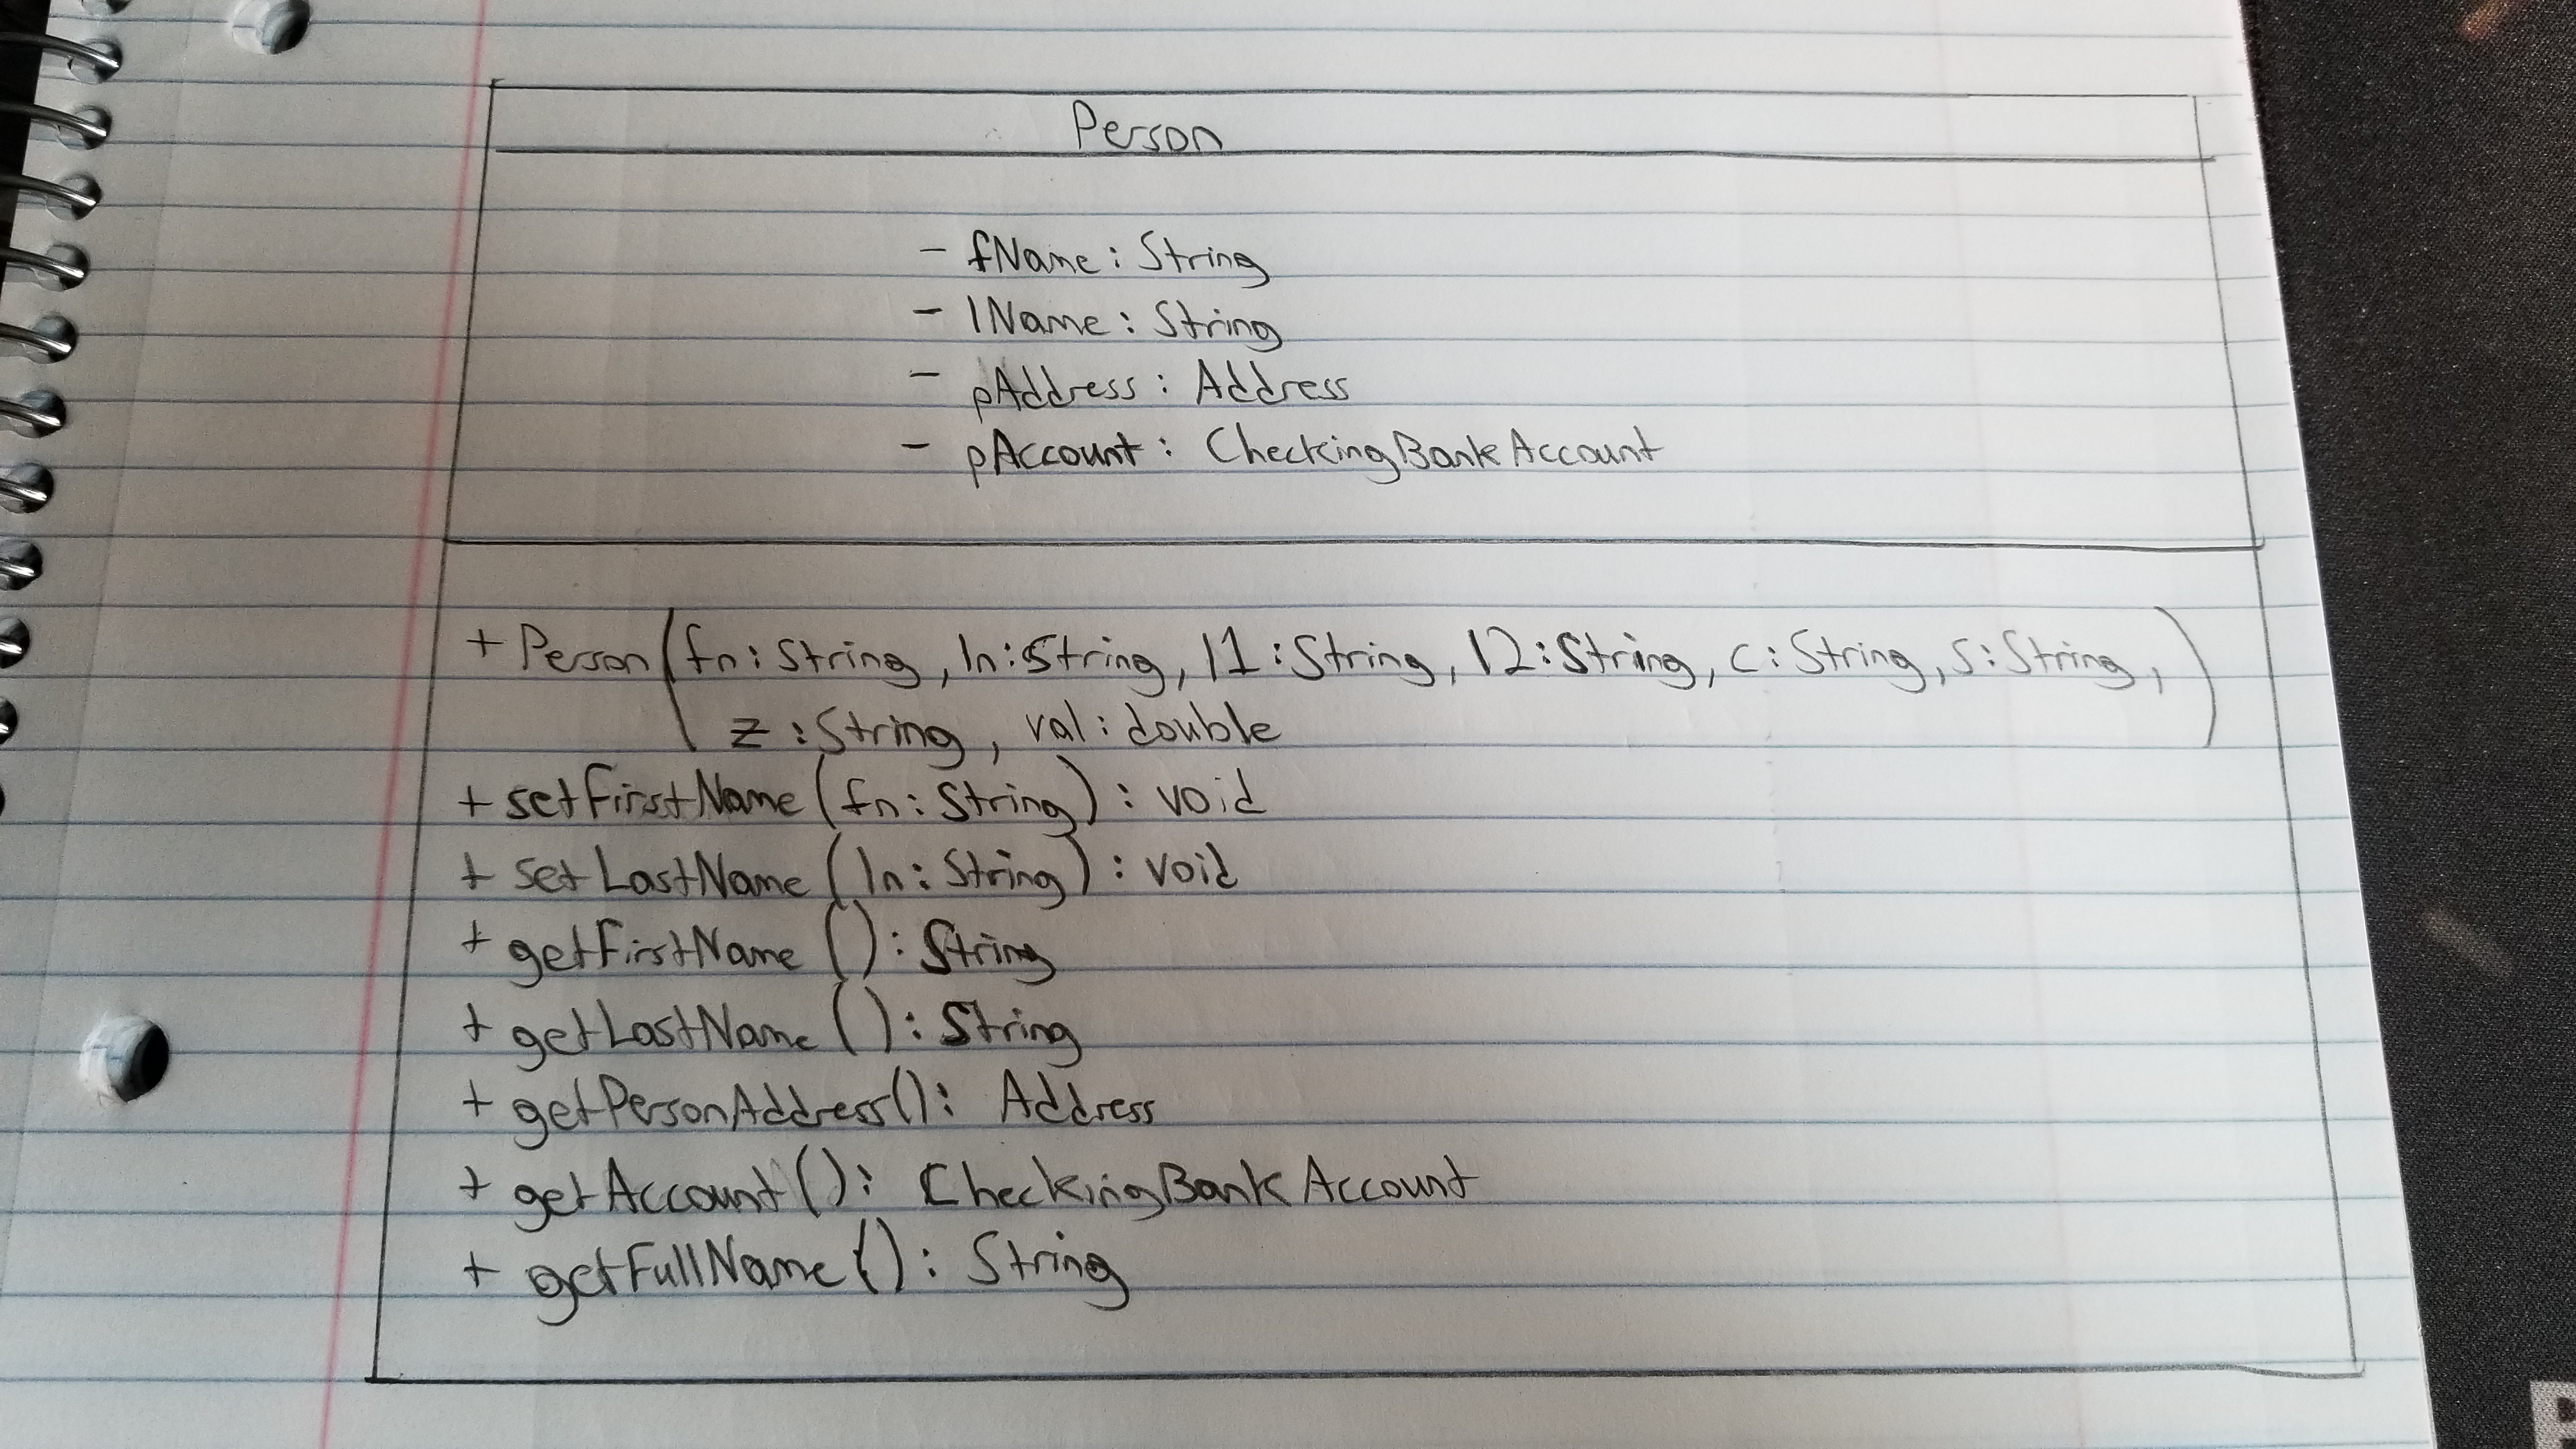 Person
- fName : String
- lName : String
- pAddress : Address
- pAccount : CheckingBankAccount
+ Person(fn : String, ln : String, l1 : String, l2 : String, c : String, s : String,
z : String, val : double)
+ setFirstName(fn : String) : void
+ setLastName(ln : String) : void
+ getFirstName() : String
+ getLastName() : String
+ getPersonAddress() : Address
+ getAccount() : CheckingBankAccount
+ getFullName() : String